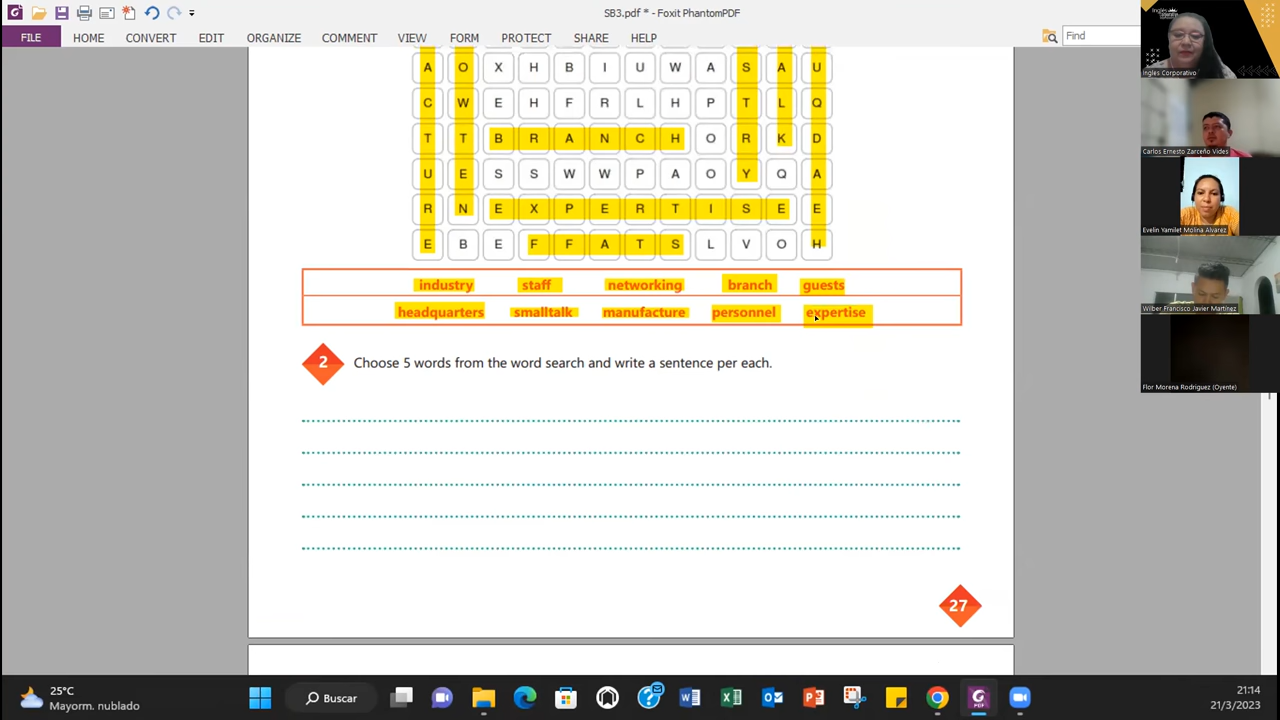 SB3.pdf * - Foxit PhantomPDF
FILE HOME CONVERT EDIT ORGANIZE COMMENT VIEW FORM PROTECT SHARE HELP
Find
A O X H B I U W A S A U
C W E H F R L H P T L Q
T T B R A N C H O R K D
U E S S W W P A O Y Q A
R N E X P E R T I S E E
E B E F F A T S L V O H
industry staff networking branch guests
headquarters smalltalk manufacture personnel expertise
2 Choose 5 words from the word search and write a sentence per each.
27
Inglés Corporativo
Carlos Ernesto Zarceño Vides
Evelin Yamilet Molina Alvarez
Wilber Francisco Javier Martínez
Flor Morena Rodriguez (Oyente)
25°C
Mayorm. nublado
Buscar
21:14
21/3/2023